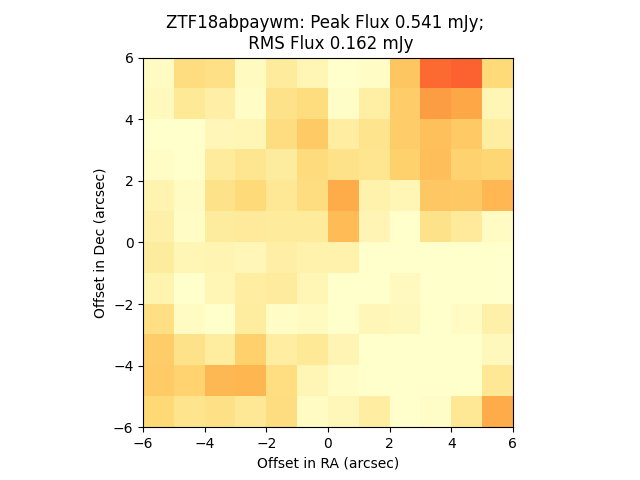 ZTF18abpaywm: Peak Flux 0.541 mJy;
RMS Flux 0.162 mJy
6
4
2
0
−2
−4
−6
Offset in Dec (arcsec)
−6 −4 −2 0 2 4 6
Offset in RA (arcsec)